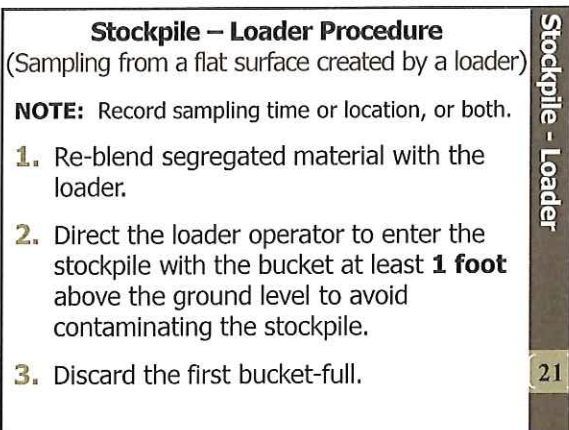 Stockpile – Loader Procedure
(Sampling from a flat surface created by a loader)
NOTE: Record sampling time or location, or both.
1. Re-blend segregated material with the
loader.
2. Direct the loader operator to enter the
stockpile with the bucket at least 1 foot
above the ground level to avoid
contaminating the stockpile.
3. Discard the first bucket-full.
Stockpile - Loader
21